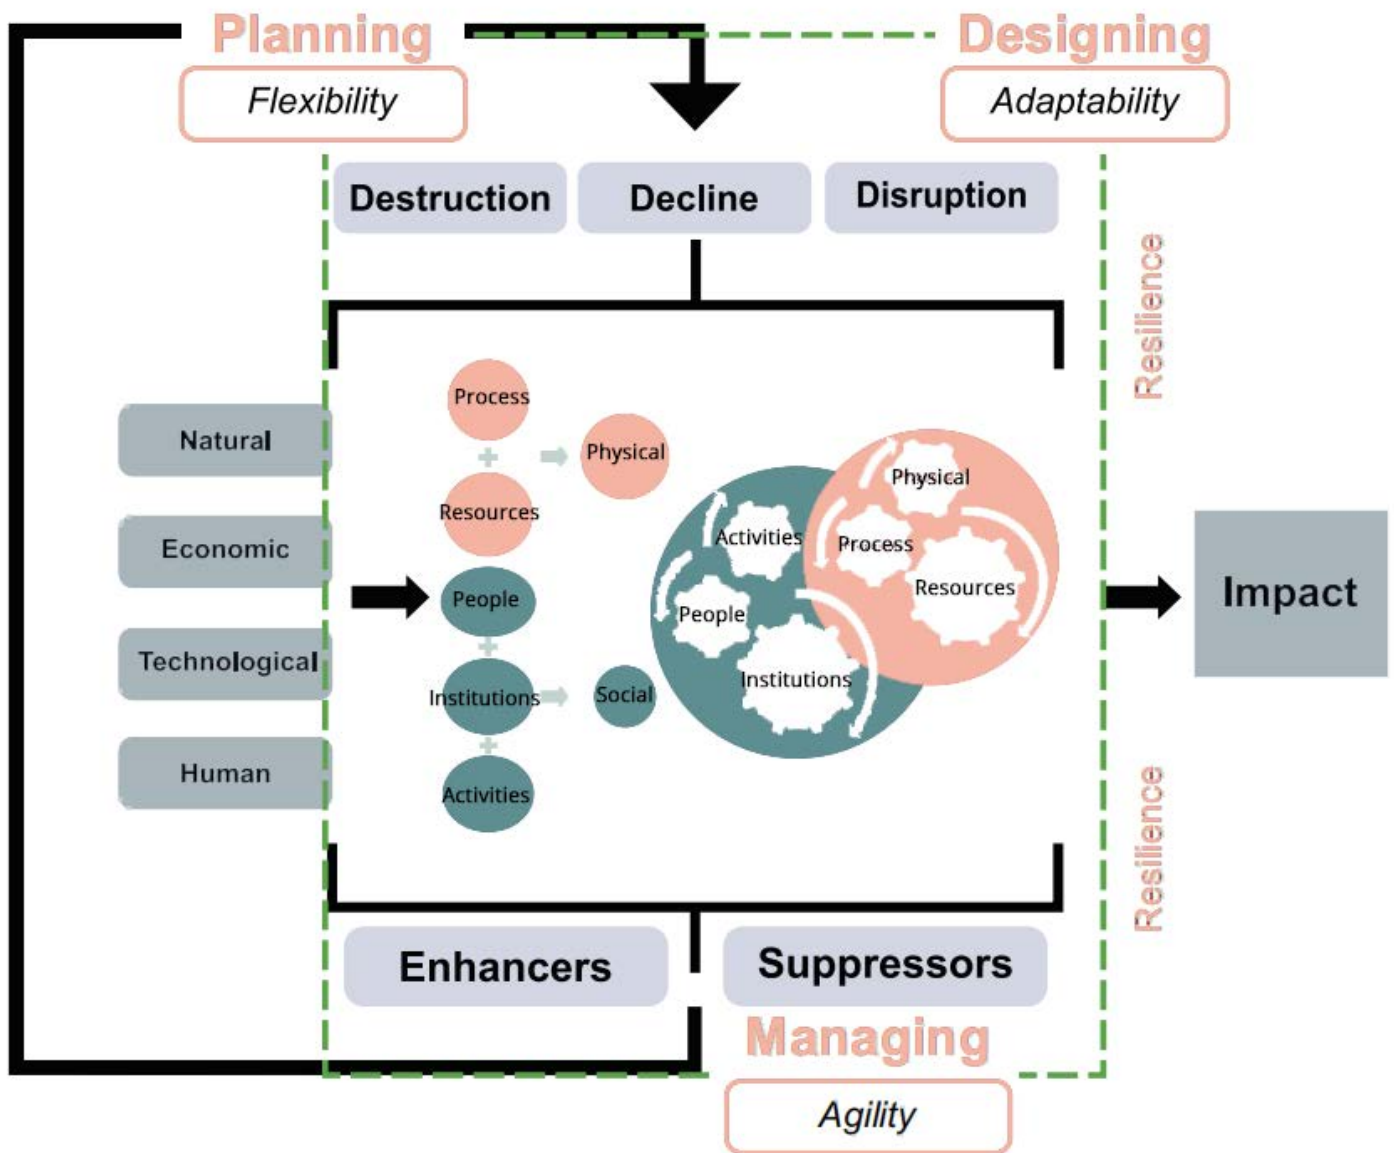 Planning
Designing
Flexibility
Adaptability
Destruction
Decline
Disruption
Resilience
Natural
Economic
Technological
Human
Process
Resources
Physical
People
Institutions
Activities
Social
Activities
People
Institutions
Physical
Process
Resources
Impact
Resilience
Enhancers
Suppressors
Managing
Agility